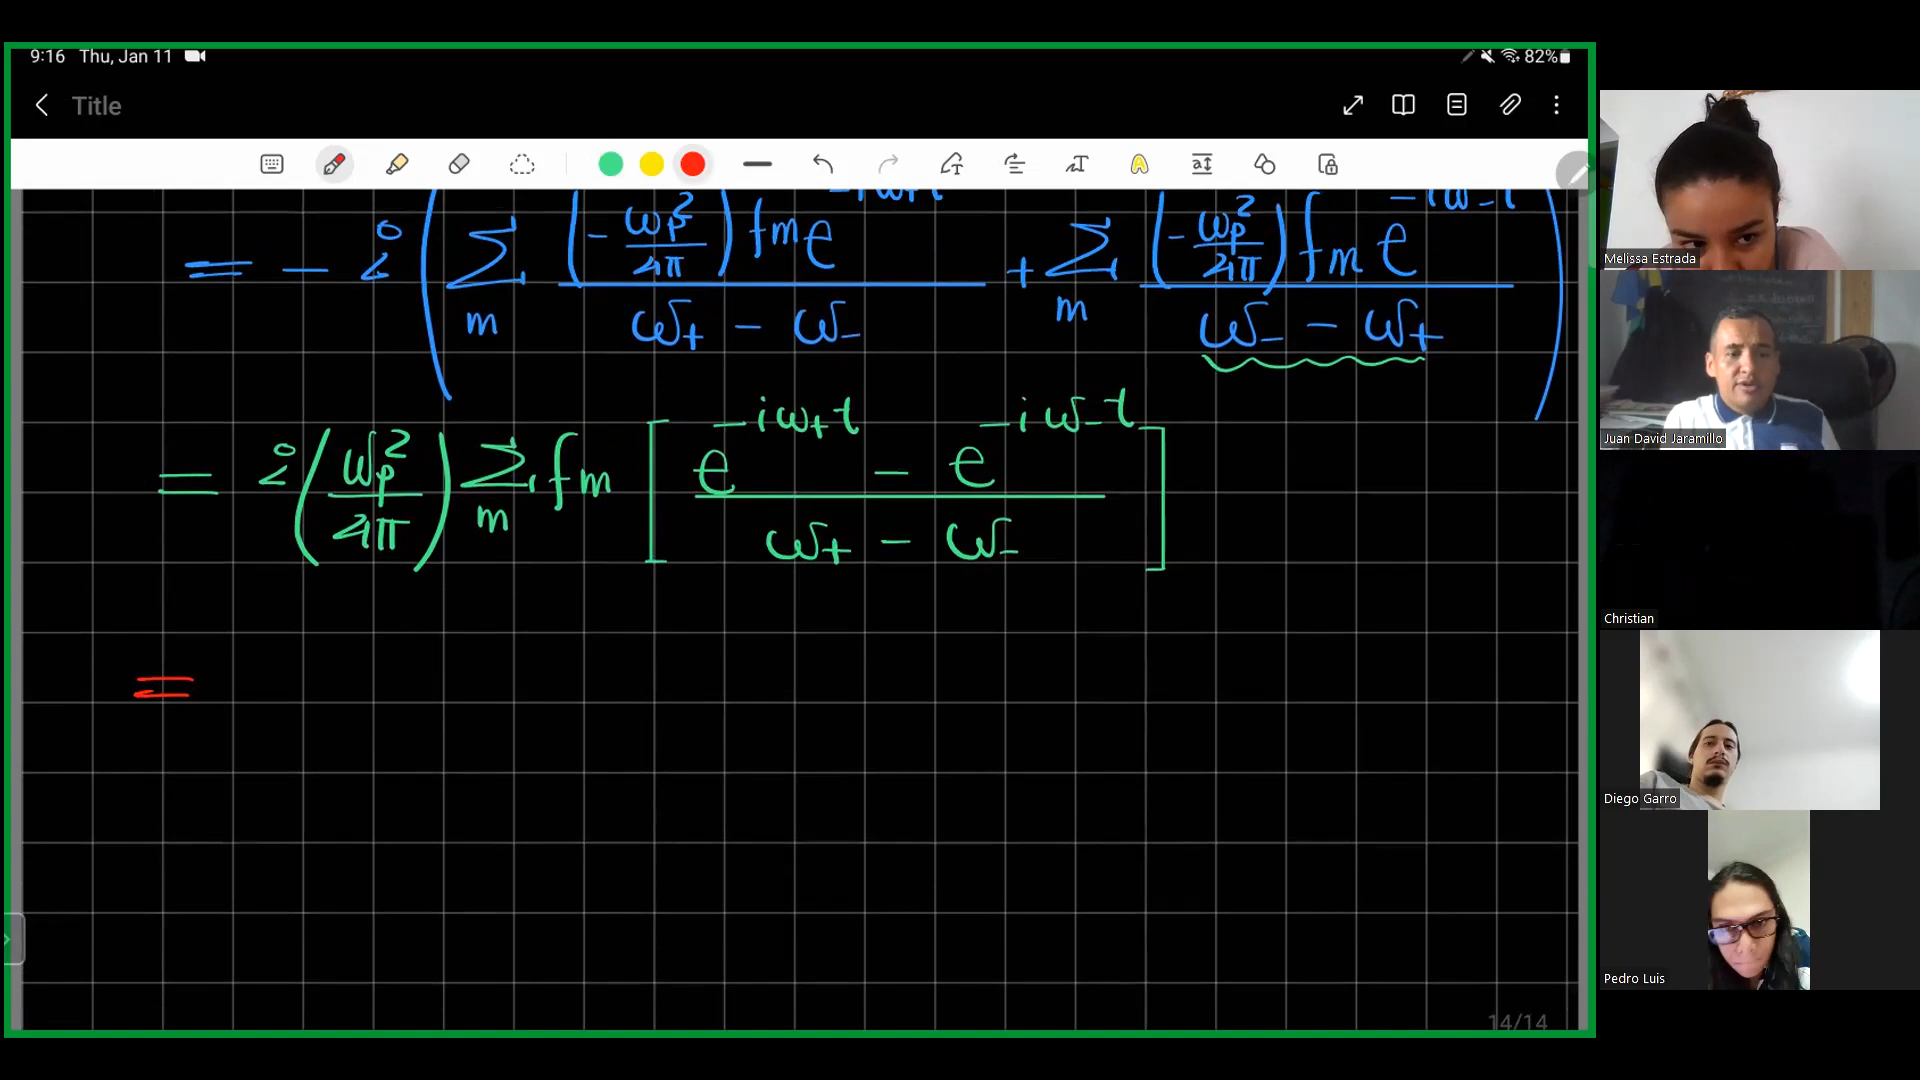 9:16 Thu, Jan 11 82%
Title
= - i ( Σ_m (-ωp²/4π) fm e^{-iω+t} / (ω+ - ω-) + Σ_m (-ωp²/4π) fm e^{-iω-t} / (ω- - ω+) )
= i (ωp²/4π) Σ_m fm [ (e^{-iω+t} - e^{-iω-t}) / (ω+ - ω-) ]
=
14/14
Melissa Estrada
Juan David Jaramillo
Christian
Diego Garro
Pedro Luis